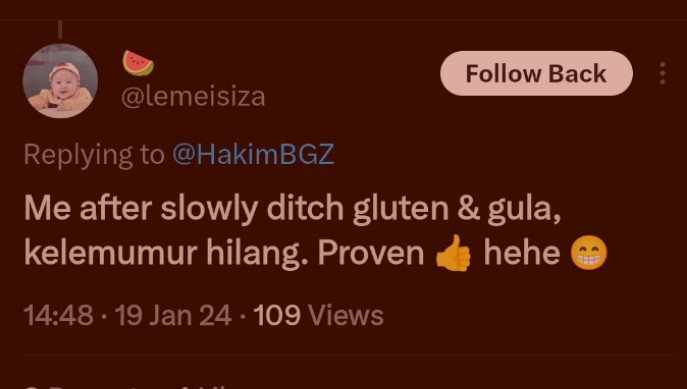 🍉
Follow Back
@lemeisiza
Replying to @HakimBGZ
Me after slowly ditch gluten & gula,
kelemumur hilang. Proven 👍 hehe 😁
14:48 · 19 Jan 24 · 109 Views